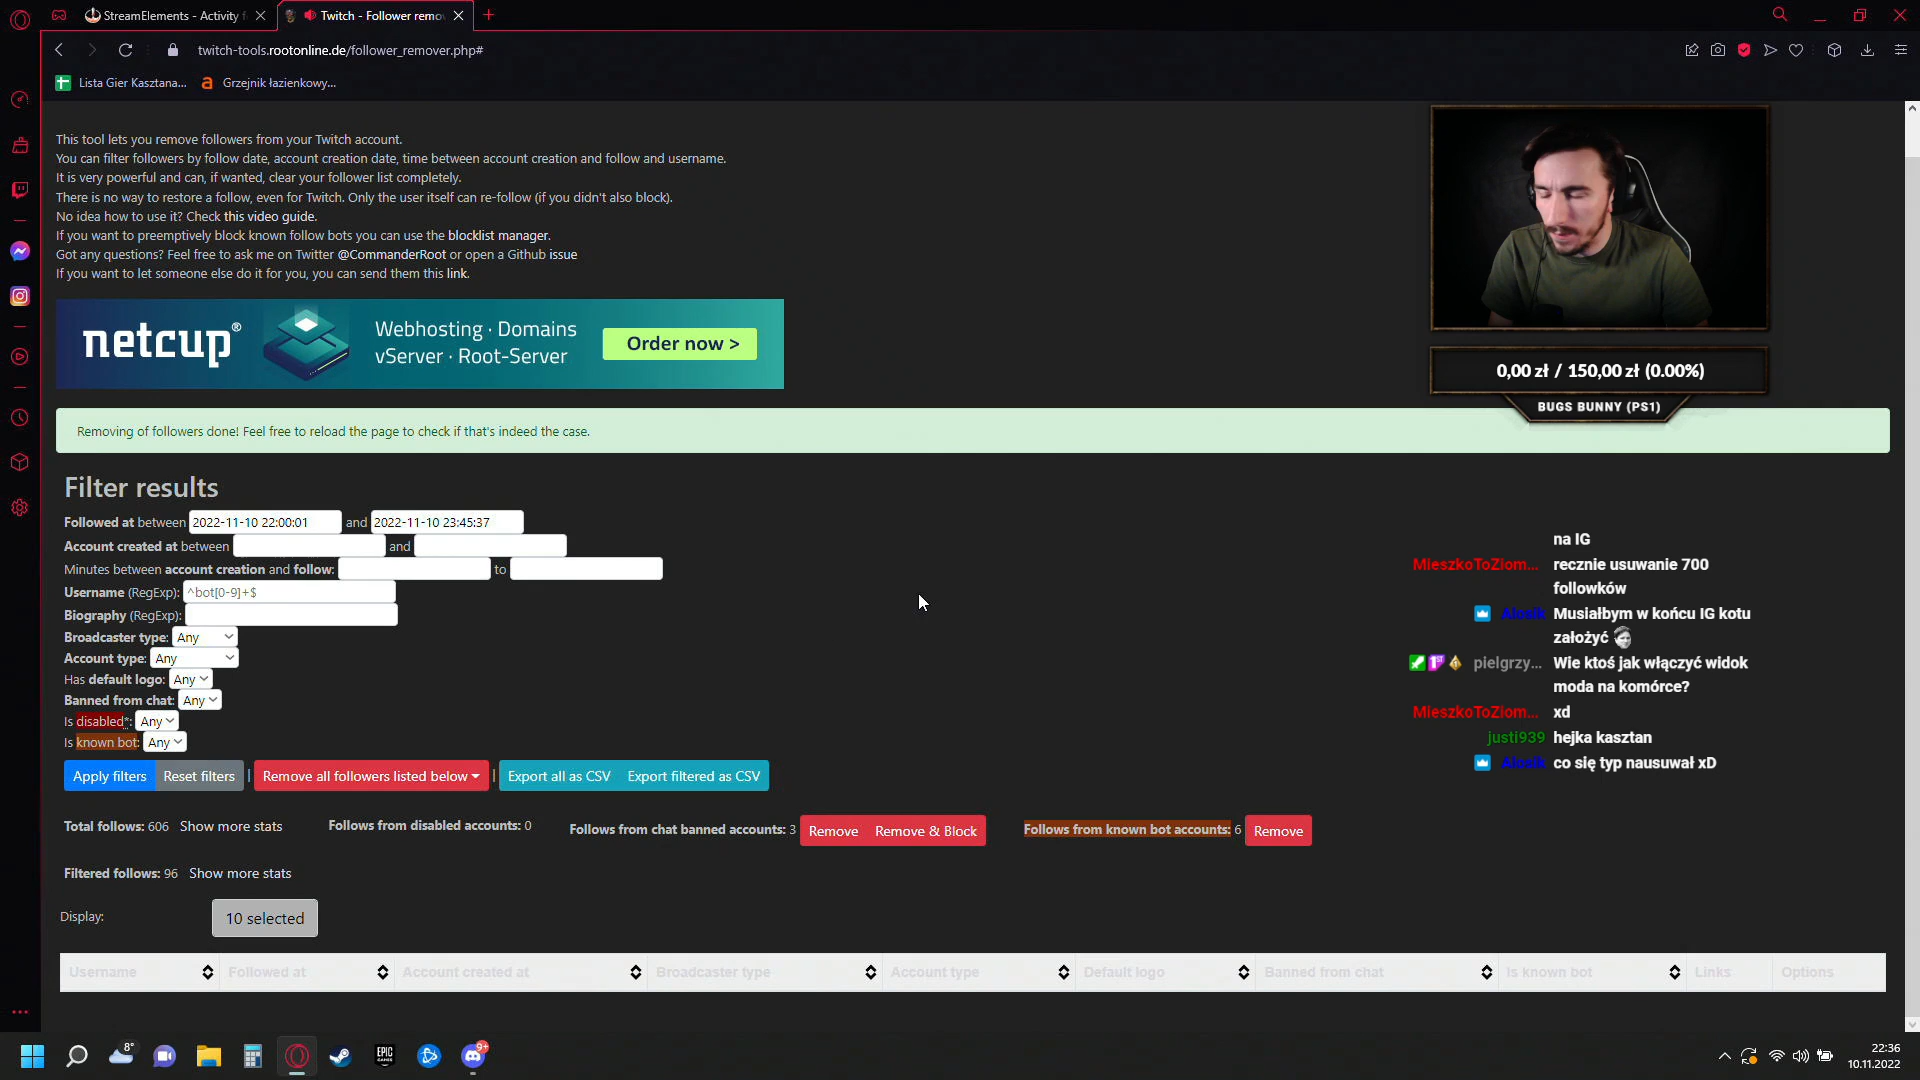 StreamElements - Activity f
Twitch - Follower remo
twitch-tools.rootonline.de/follower_remover.php#
Lista Gier Kasztana...
Grzejnik łazienkowy...
This tool lets you remove followers from your Twitch account.
You can filter followers by follow date, account creation date, time between account creation and follow and username.
It is very powerful and can, if wanted, clear your follower list completely.
There is no way to restore a follow, even for Twitch. Only the user itself can re-follow (if you didn't also block).
No idea how to use it? Check this video guide.
If you want to preemptively block known follow bots you can use the blocklist manager.
Got any questions? Feel free to ask me on Twitter @CommanderRoot or open a Github issue
If you want to let someone else do it for you, you can send them this link.
netcup®
Webhosting · Domains
vServer · Root-Server
Order now >
0,00 zł / 150,00 zł (0.00%)
BUGS BUNNY (PS1)
Removing of followers done! Feel free to reload the page to check if that's indeed the case.
Filter results
Followed at between 2022-11-10 22:00:01 and 2022-11-10 23:45:37
Account created at between and
Minutes between account creation and follow: to
Username (RegExp): ^bot[0-9]+$
Biography (RegExp):
Broadcaster type: Any
Account type: Any
Has default logo: Any
Banned from chat: Any
Is disabled*: Any
Is known bot: Any
Apply filters Reset filters | Remove all followers listed below | Export all as CSV Export filtered as CSV
Total follows: 606 Show more stats
Follows from disabled accounts: 0
Follows from chat banned accounts: 3 Remove Remove & Block
Follows from known bot accounts: 6 Remove
Filtered follows: 96 Show more stats
Display: 10 selected
Username Followed at Account created at Broadcaster type Account type Default logo Banned from chat Is known bot Links Options
na IG
MieszkoToZiom... recznie usuwanie 700
followków
Alosik Musiałbym w końcu IG kotu
założyć
pielgrzy... Wie ktoś jak włączyć widok
moda na komórce?
MieszkoToZiom... xd
justi939 hejka kasztan
Alosik co się typ nausuwał xD
8°
EPIC
GAMES
9+
22:36
10.11.2022